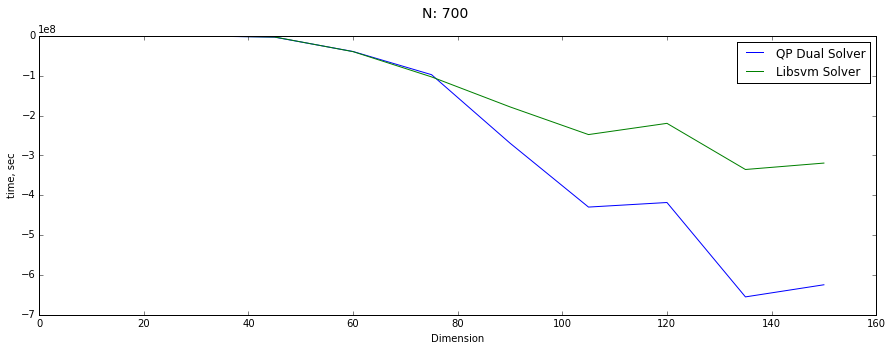 N: 700
1e8
0
−1
−2
−3
−4
−5
−6
−7
time, sec
QP Dual Solver
Libsvm Solver
0 20 40 60 80 100 120 140 160
Dimension